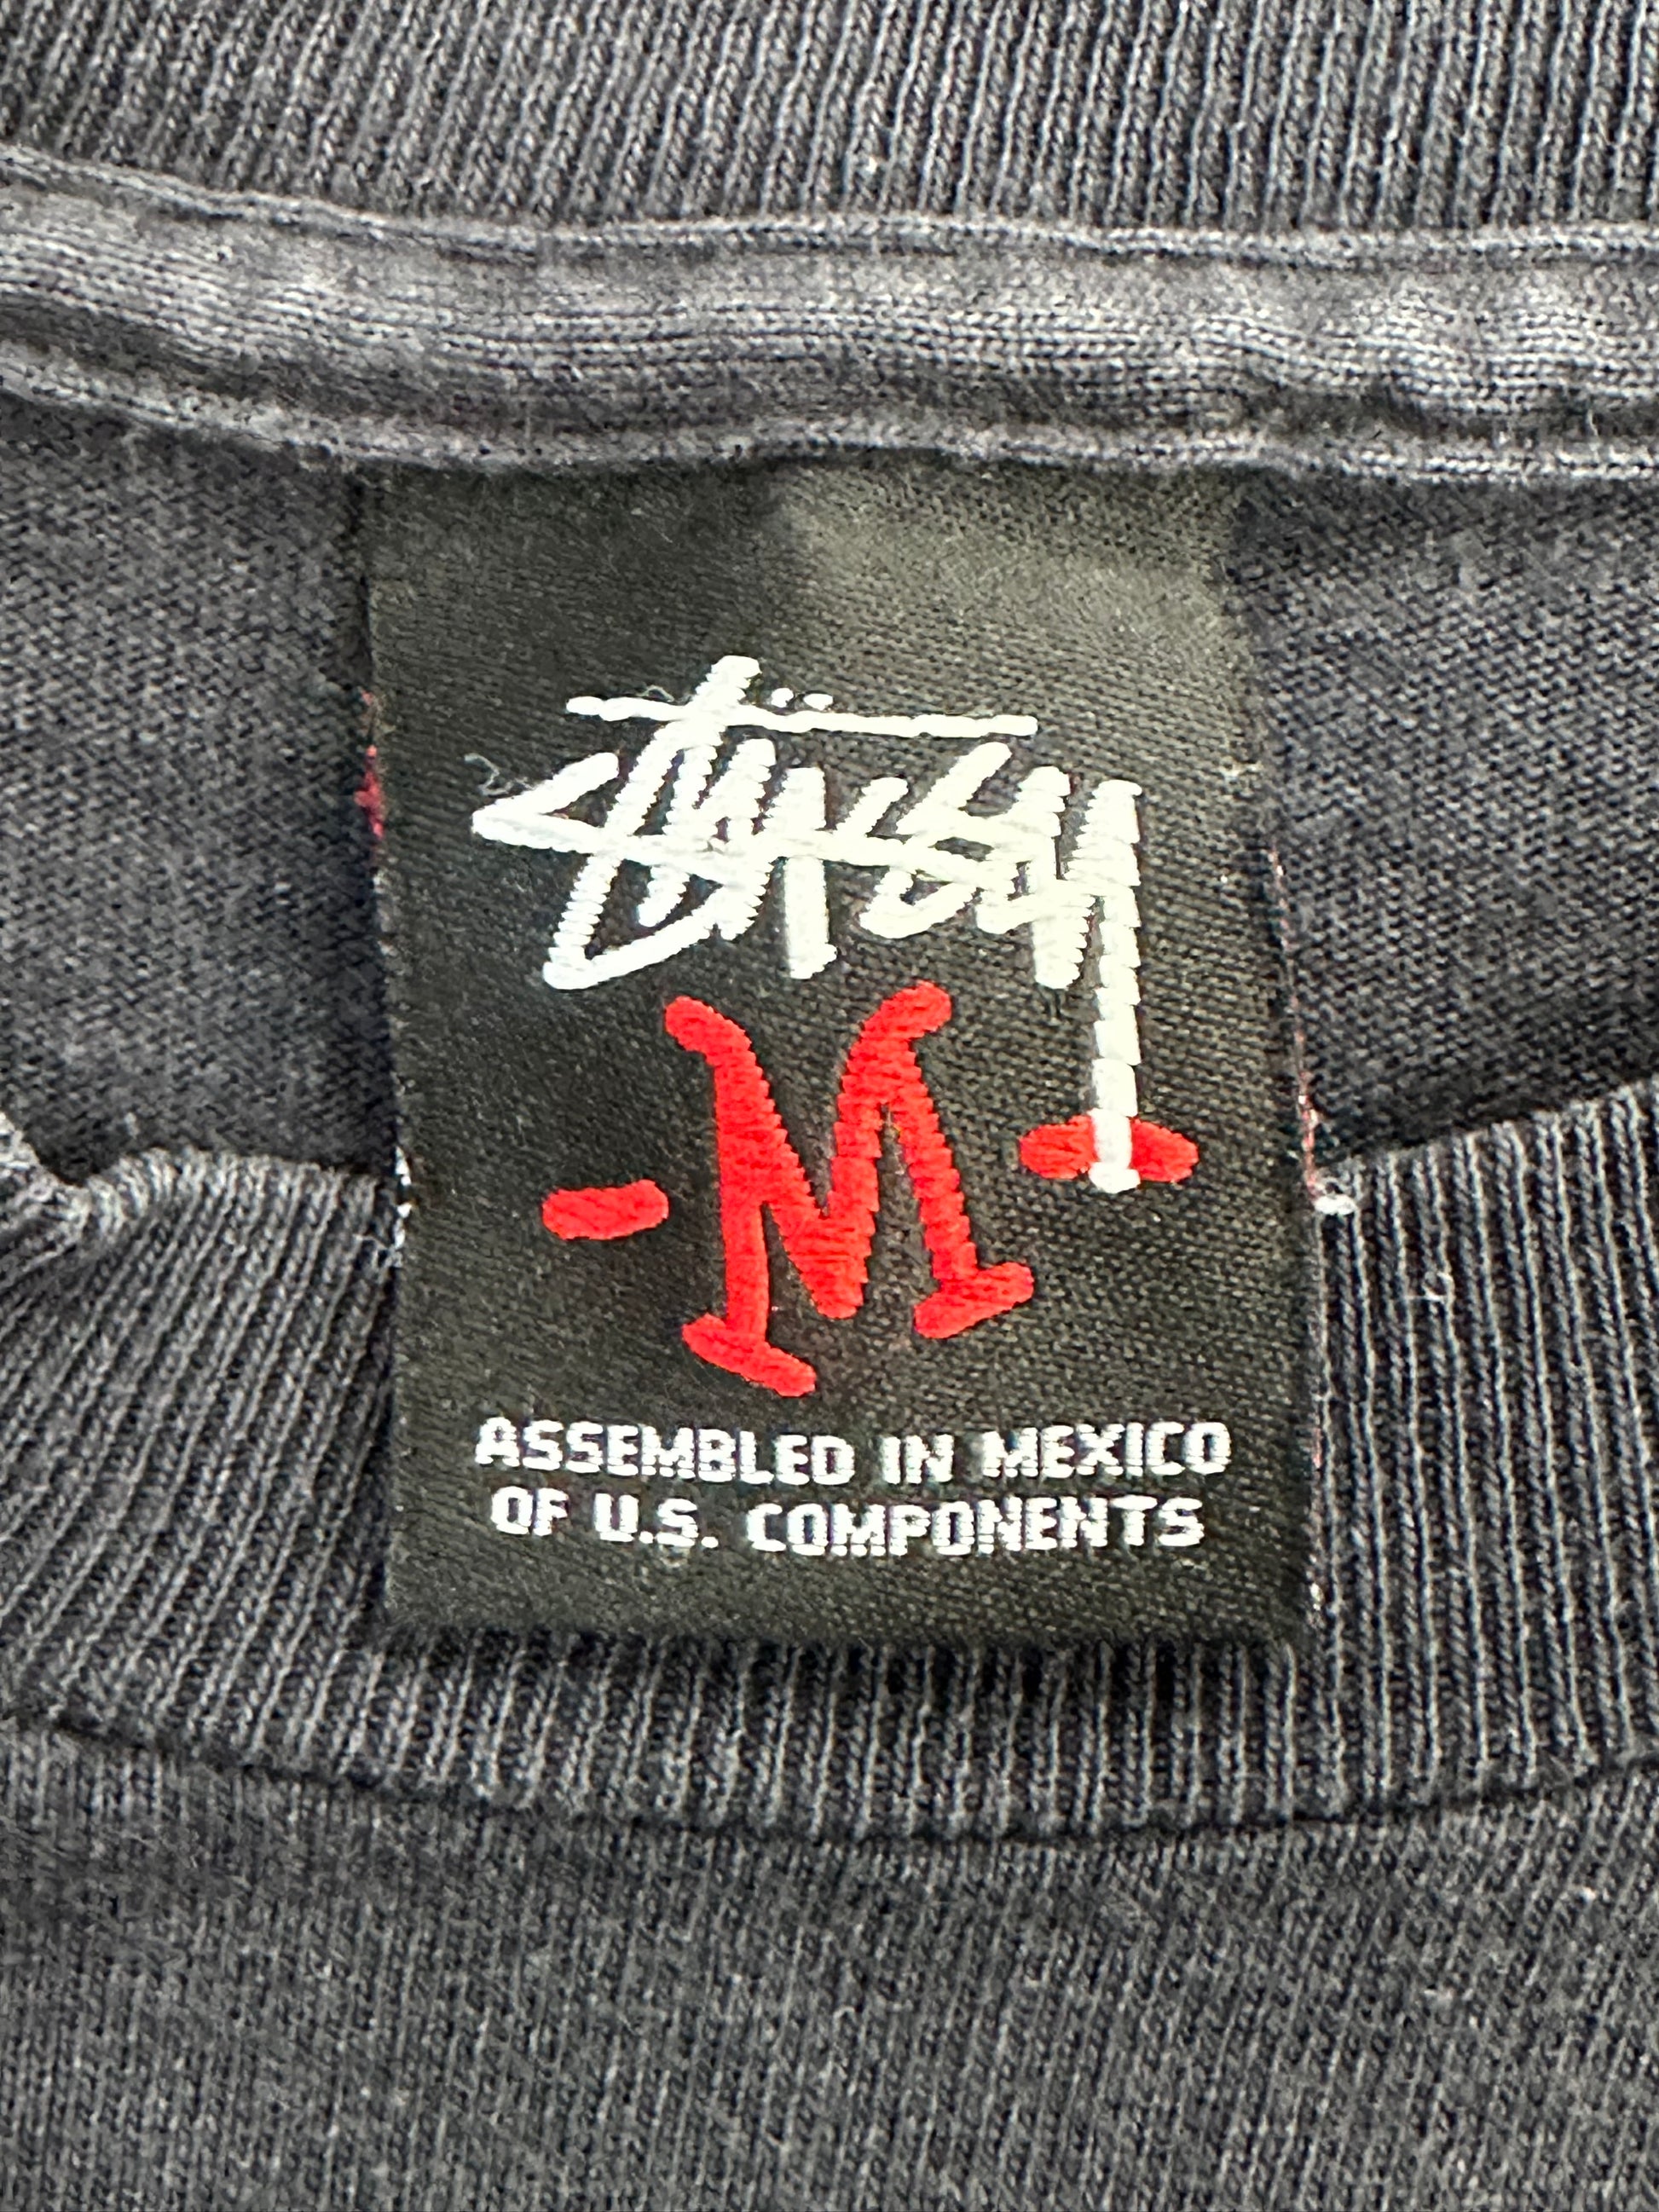 Stüssy
-M-
ASSEMBLED IN MEXICO
OF U.S. COMPONENTS